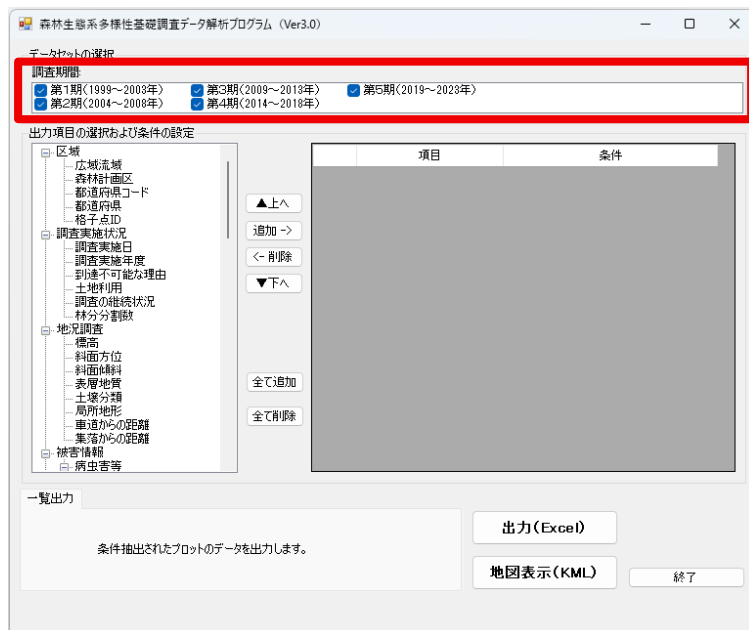 森林生態系多様性基礎調査データ解析プログラム (Ver3.0)
データセットの選択
調査期間:
第1期(1999～2003年) 第3期(2009～2013年) 第5期(2019～2023年)
第2期(2004～2008年) 第4期(2014～2018年)
出力項目の選択および条件の設定
区域
広域流域
森林計画区
都道府県コード
都道府県
格子点ID
調査実施状況
調査実施日
調査実施年度
到達不可能な理由
土地利用
調査の継続状況
林分分割数
地況調査
標高
斜面方位
斜面傾斜
表層地質
土壌分類
局所地形
車道からの距離
集落からの距離
被害情報
病虫害等
▲上へ
追加 ->
<- 削除
▼下へ
全て追加
全て削除
項目 条件
一覧出力
条件抽出されたプロットのデータを出力します。
出力(Excel)
地図表示(KML)
終了